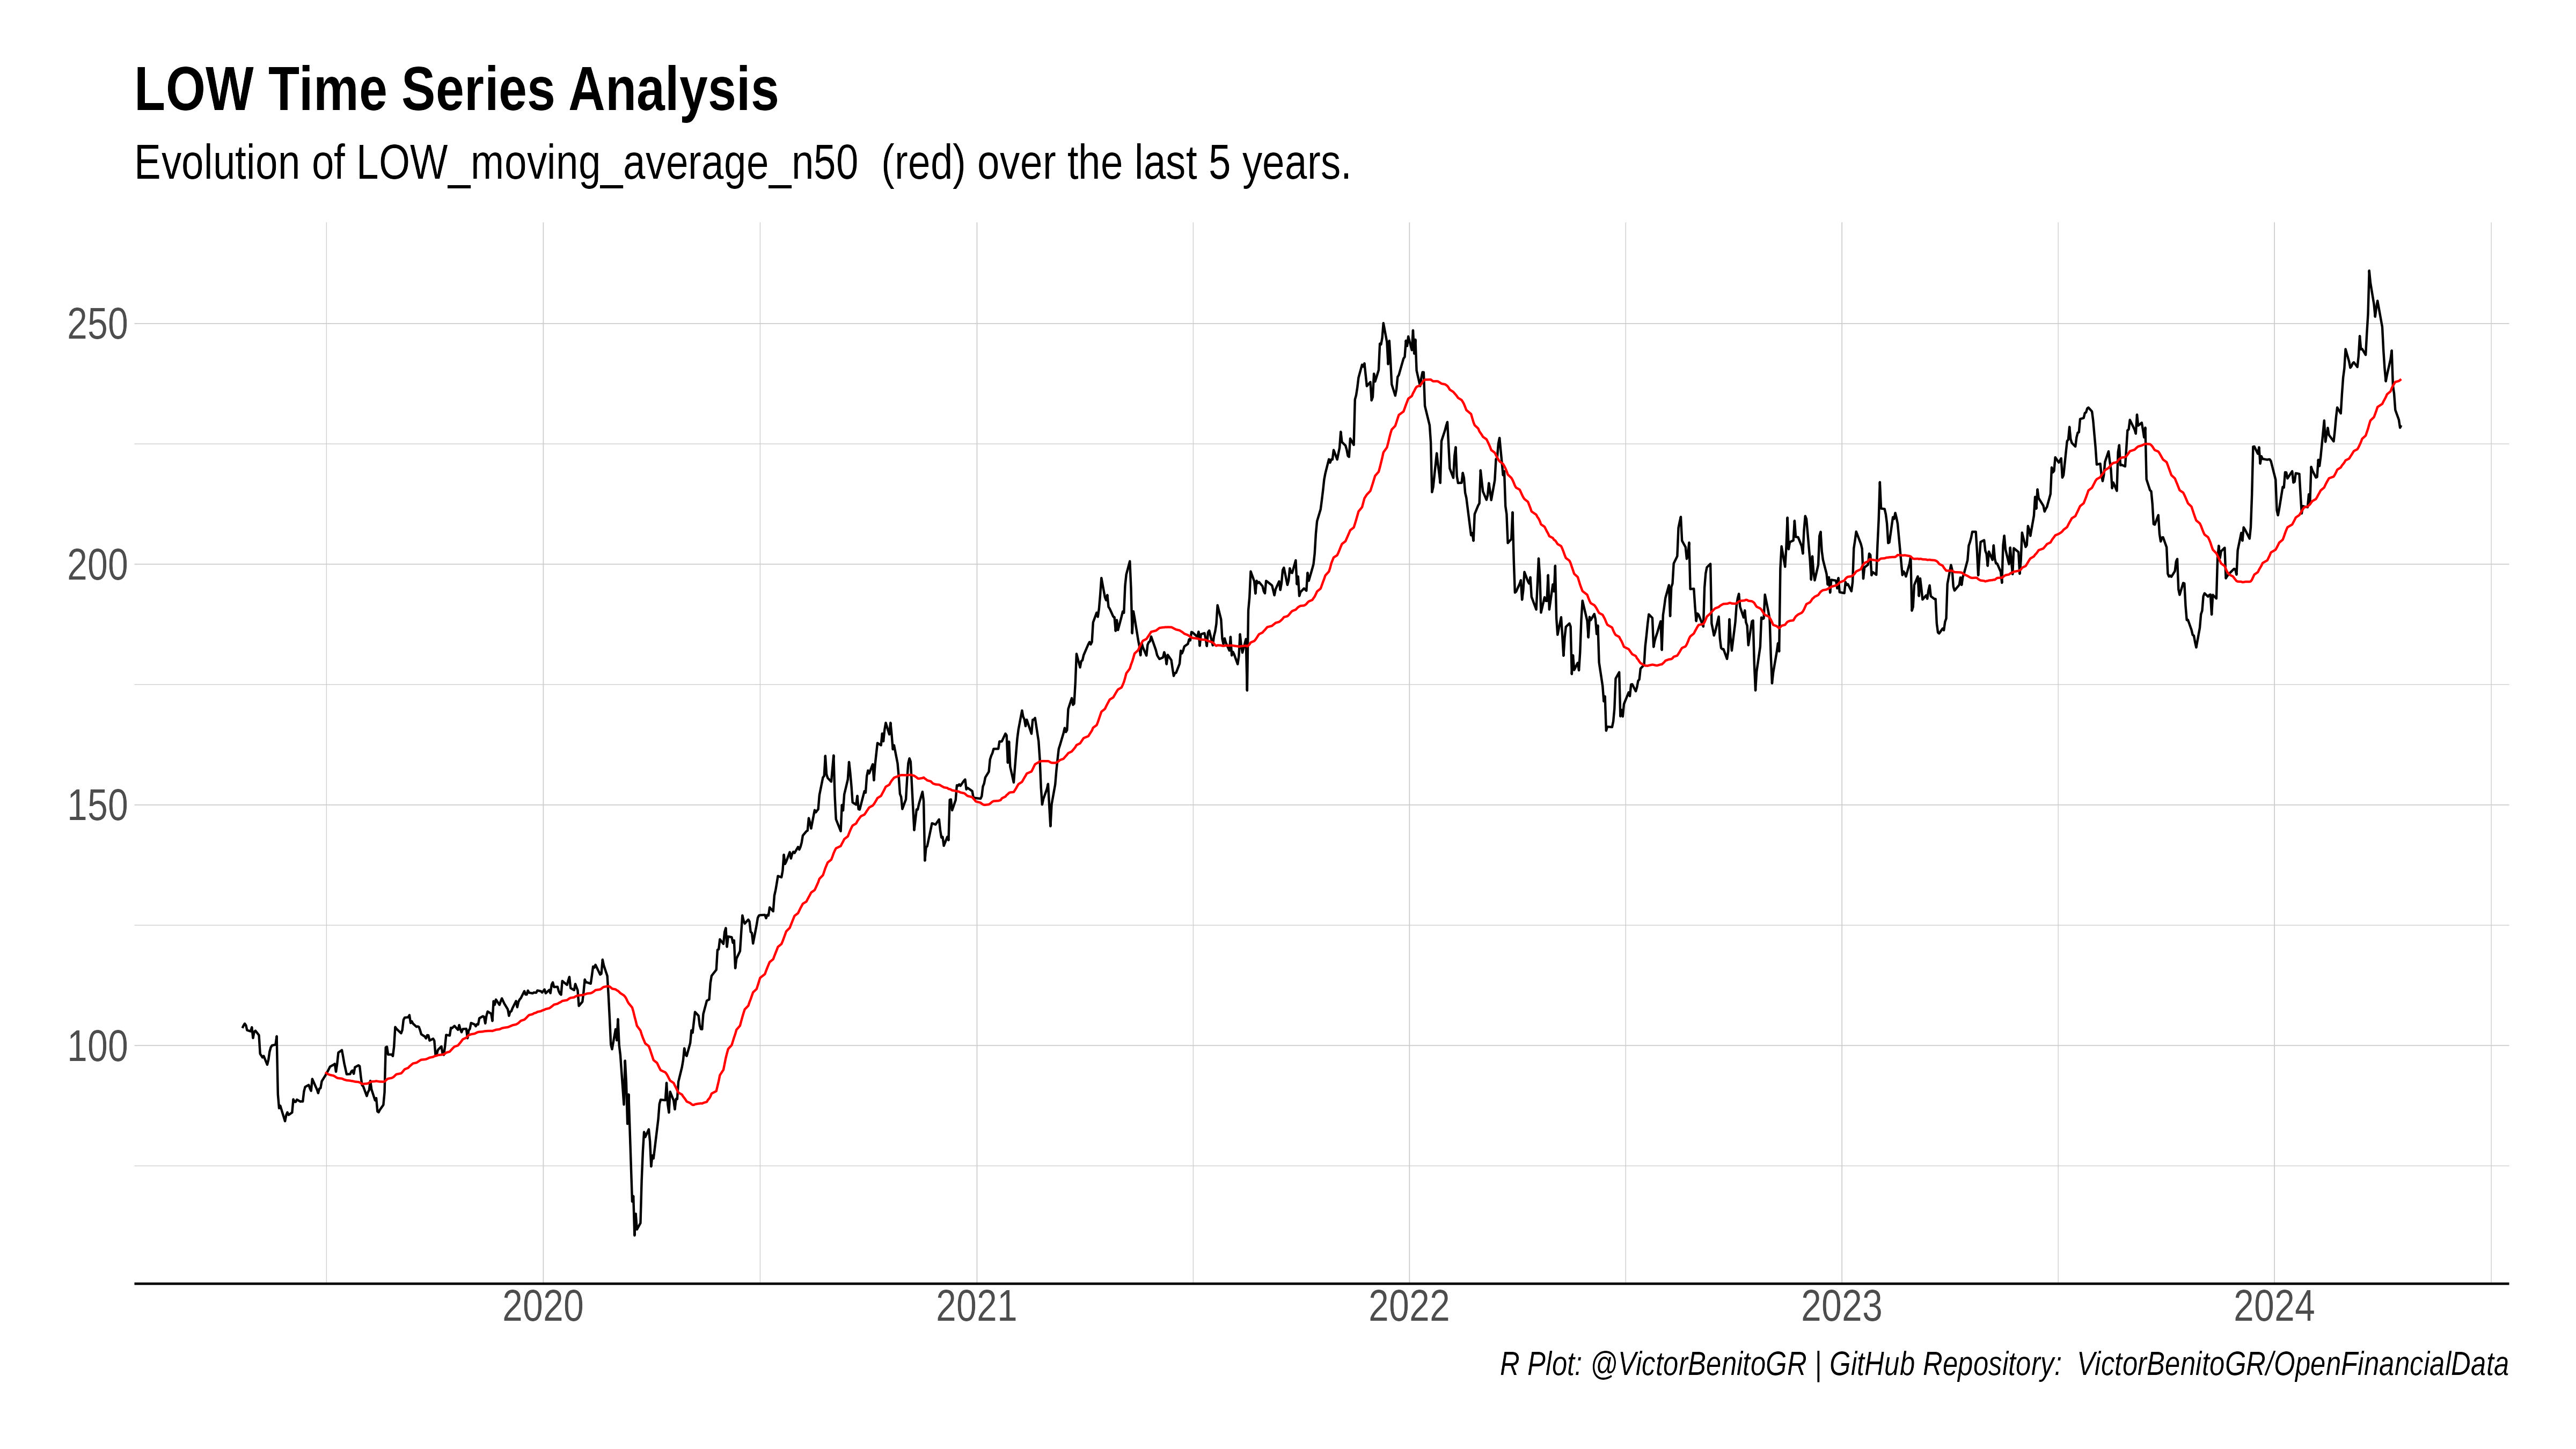 LOW Time Series Analysis
Evolution of LOW_moving_average_n50  (red) over the last 5 years.
250
200
150
100
2020 2021 2022 2023 2024
R Plot: @VictorBenitoGR | GitHub Repository:  VictorBenitoGR/OpenFinancialData